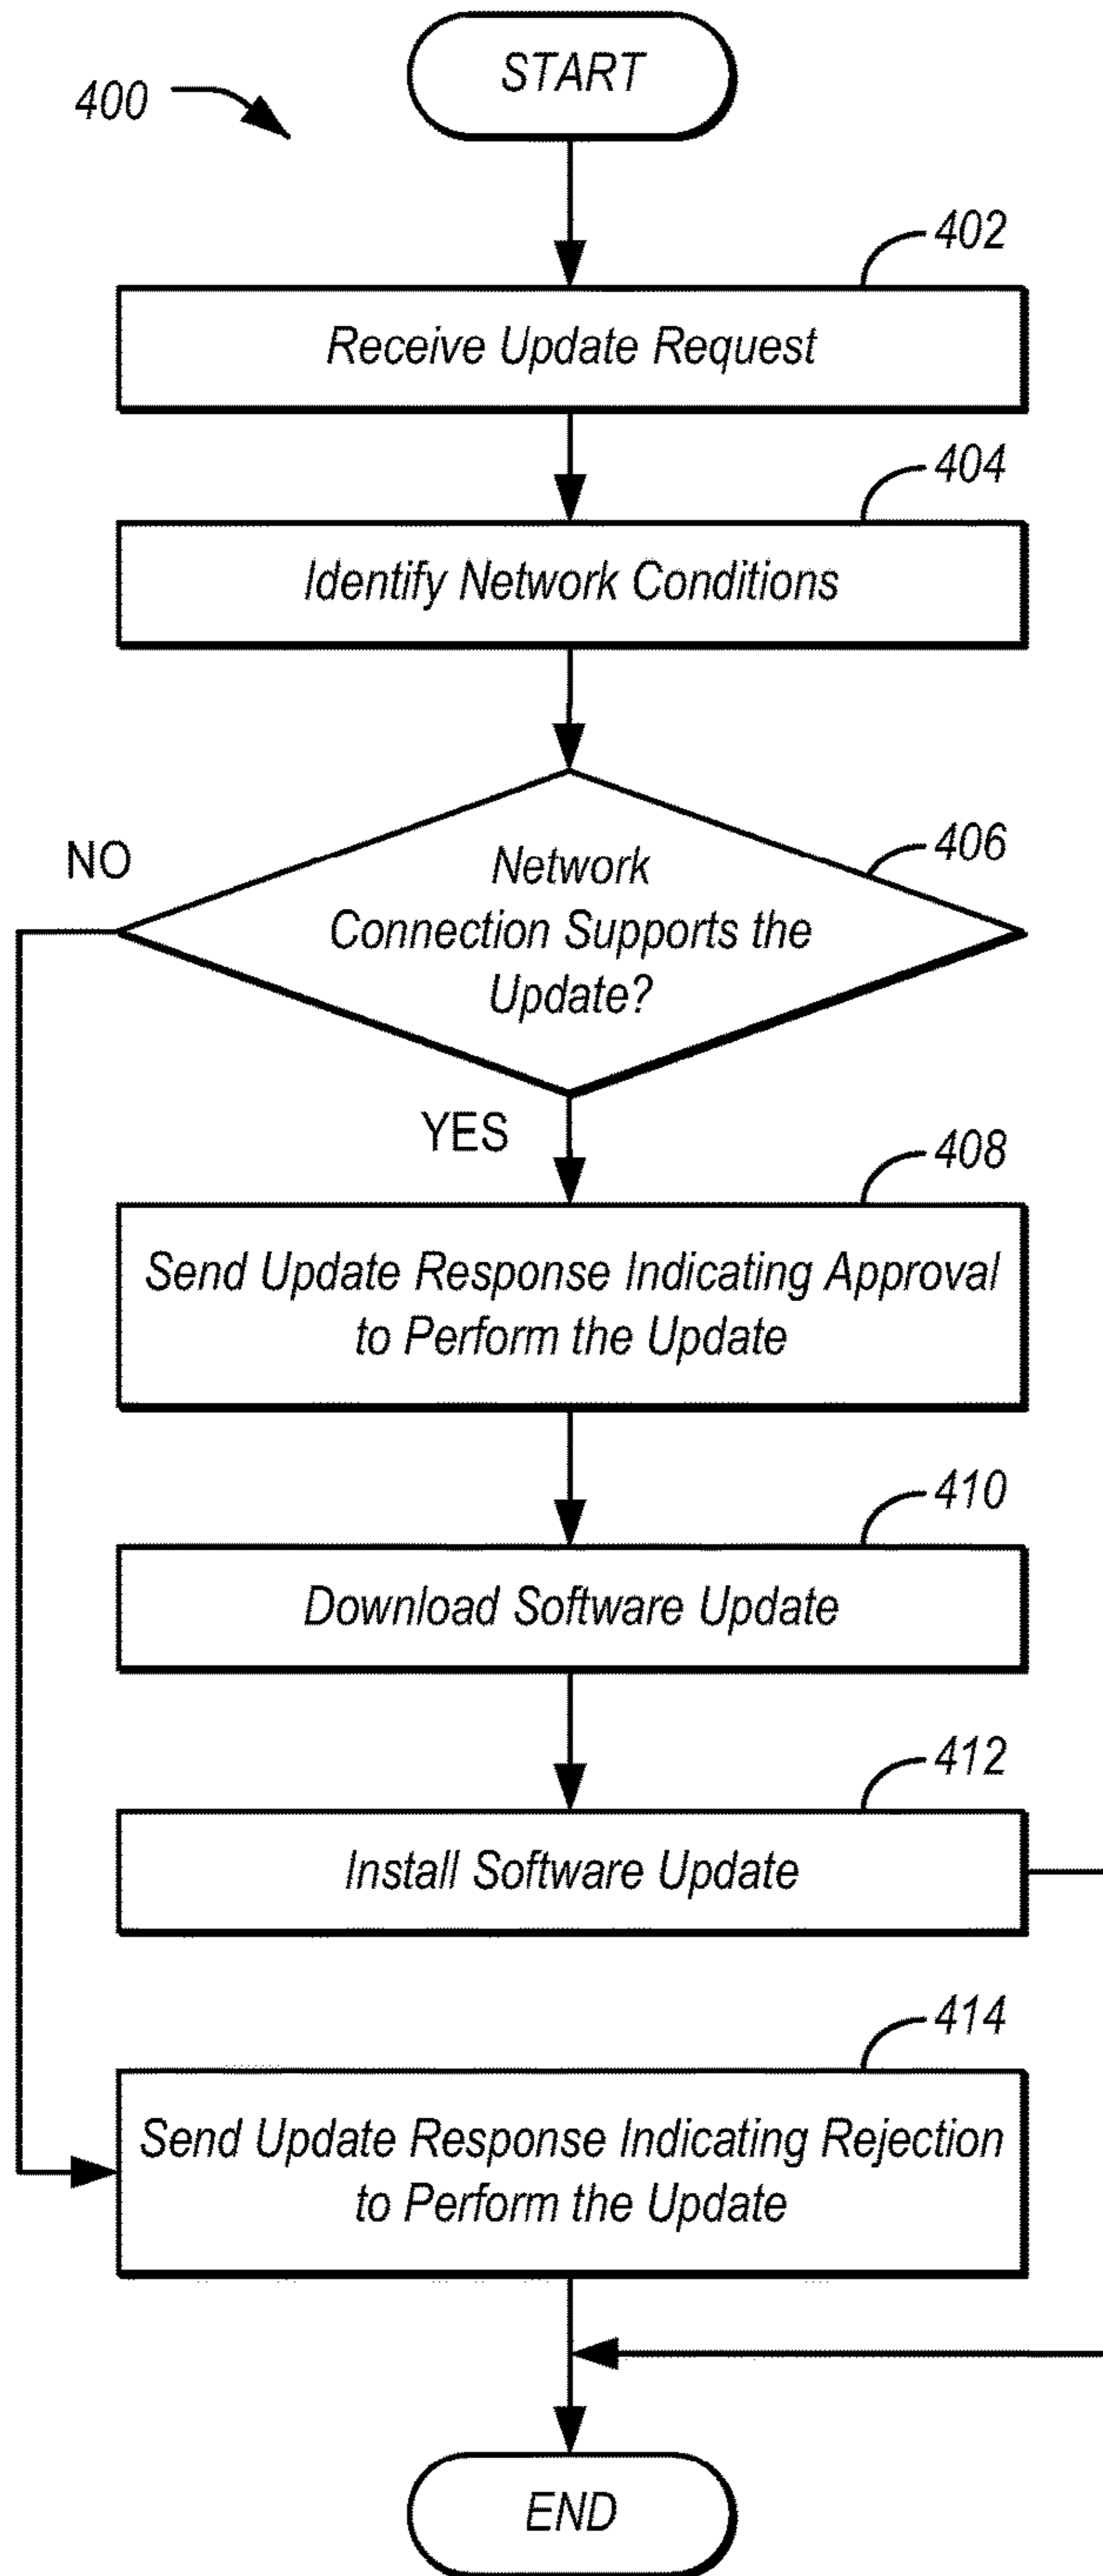 START
400
402
Receive Update Request
404
Identify Network Conditions
406
NO
Network
Connection Supports the
Update?
YES
408
Send Update Response Indicating Approval
to Perform the Update
410
Download Software Update
412
Install Software Update
414
Send Update Response Indicating Rejection
to Perform the Update
END